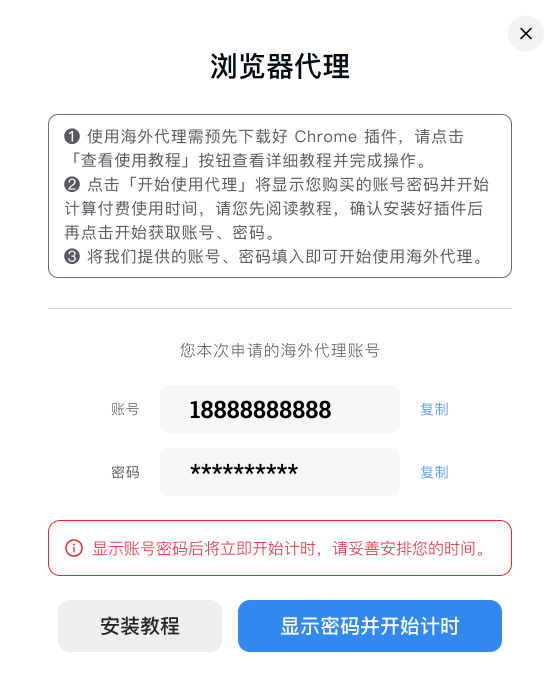 浏览器代理
❶ 使用海外代理需预先下载好 Chrome 插件，请点击
「查看使用教程」按钮查看详细教程并完成操作。
❷ 点击「开始使用代理」将显示您购买的账号密码并开始
计算付费使用时间，请您先阅读教程，确认安装好插件后
再点击开始获取账号、密码。
❸ 将我们提供的账号、密码填入即可开始使用海外代理。
您本次申请的海外代理账号
账号 18888888888 复制
密码 ********** 复制
显示账号密码后将立即开始计时，请妥善安排您的时间。
安装教程 显示密码并开始计时